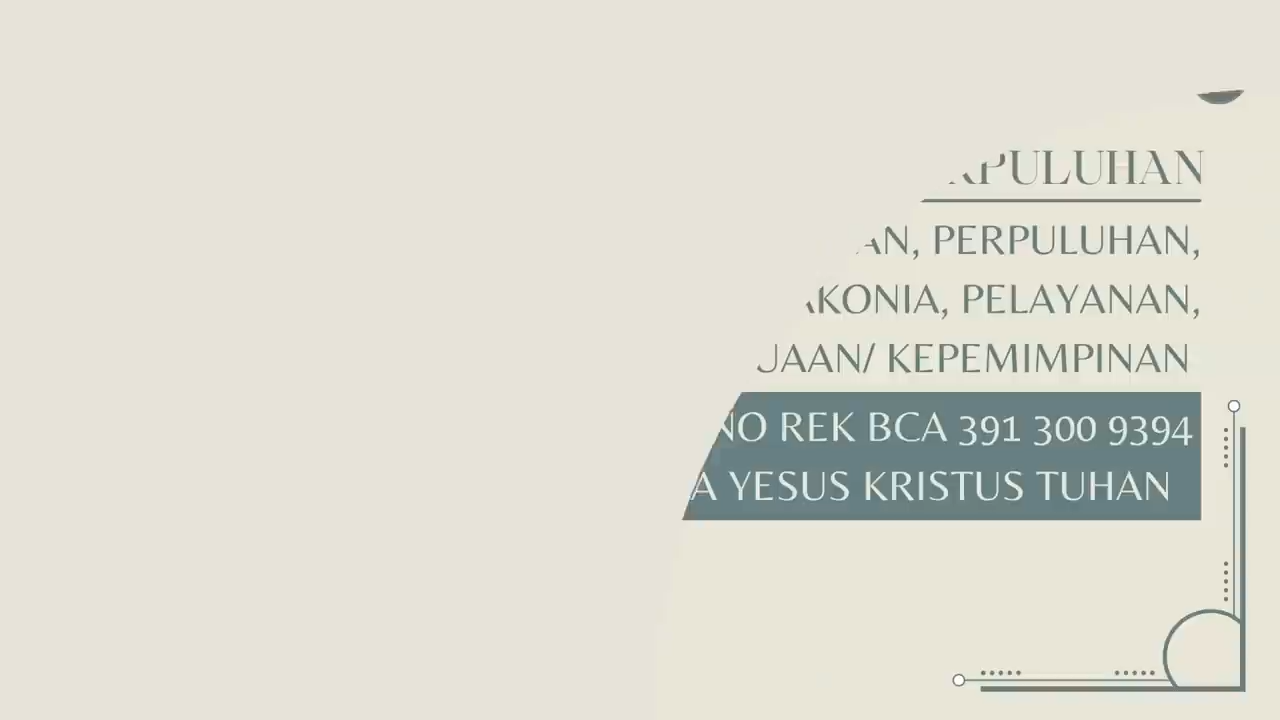 PULUHAN
AN, PERPULUHAN,
KONIA, PELAYANAN,
JAAN/ KEPEMIMPINAN
NO REK BCA 391 300 9394
A YESUS KRISTUS TUHAN